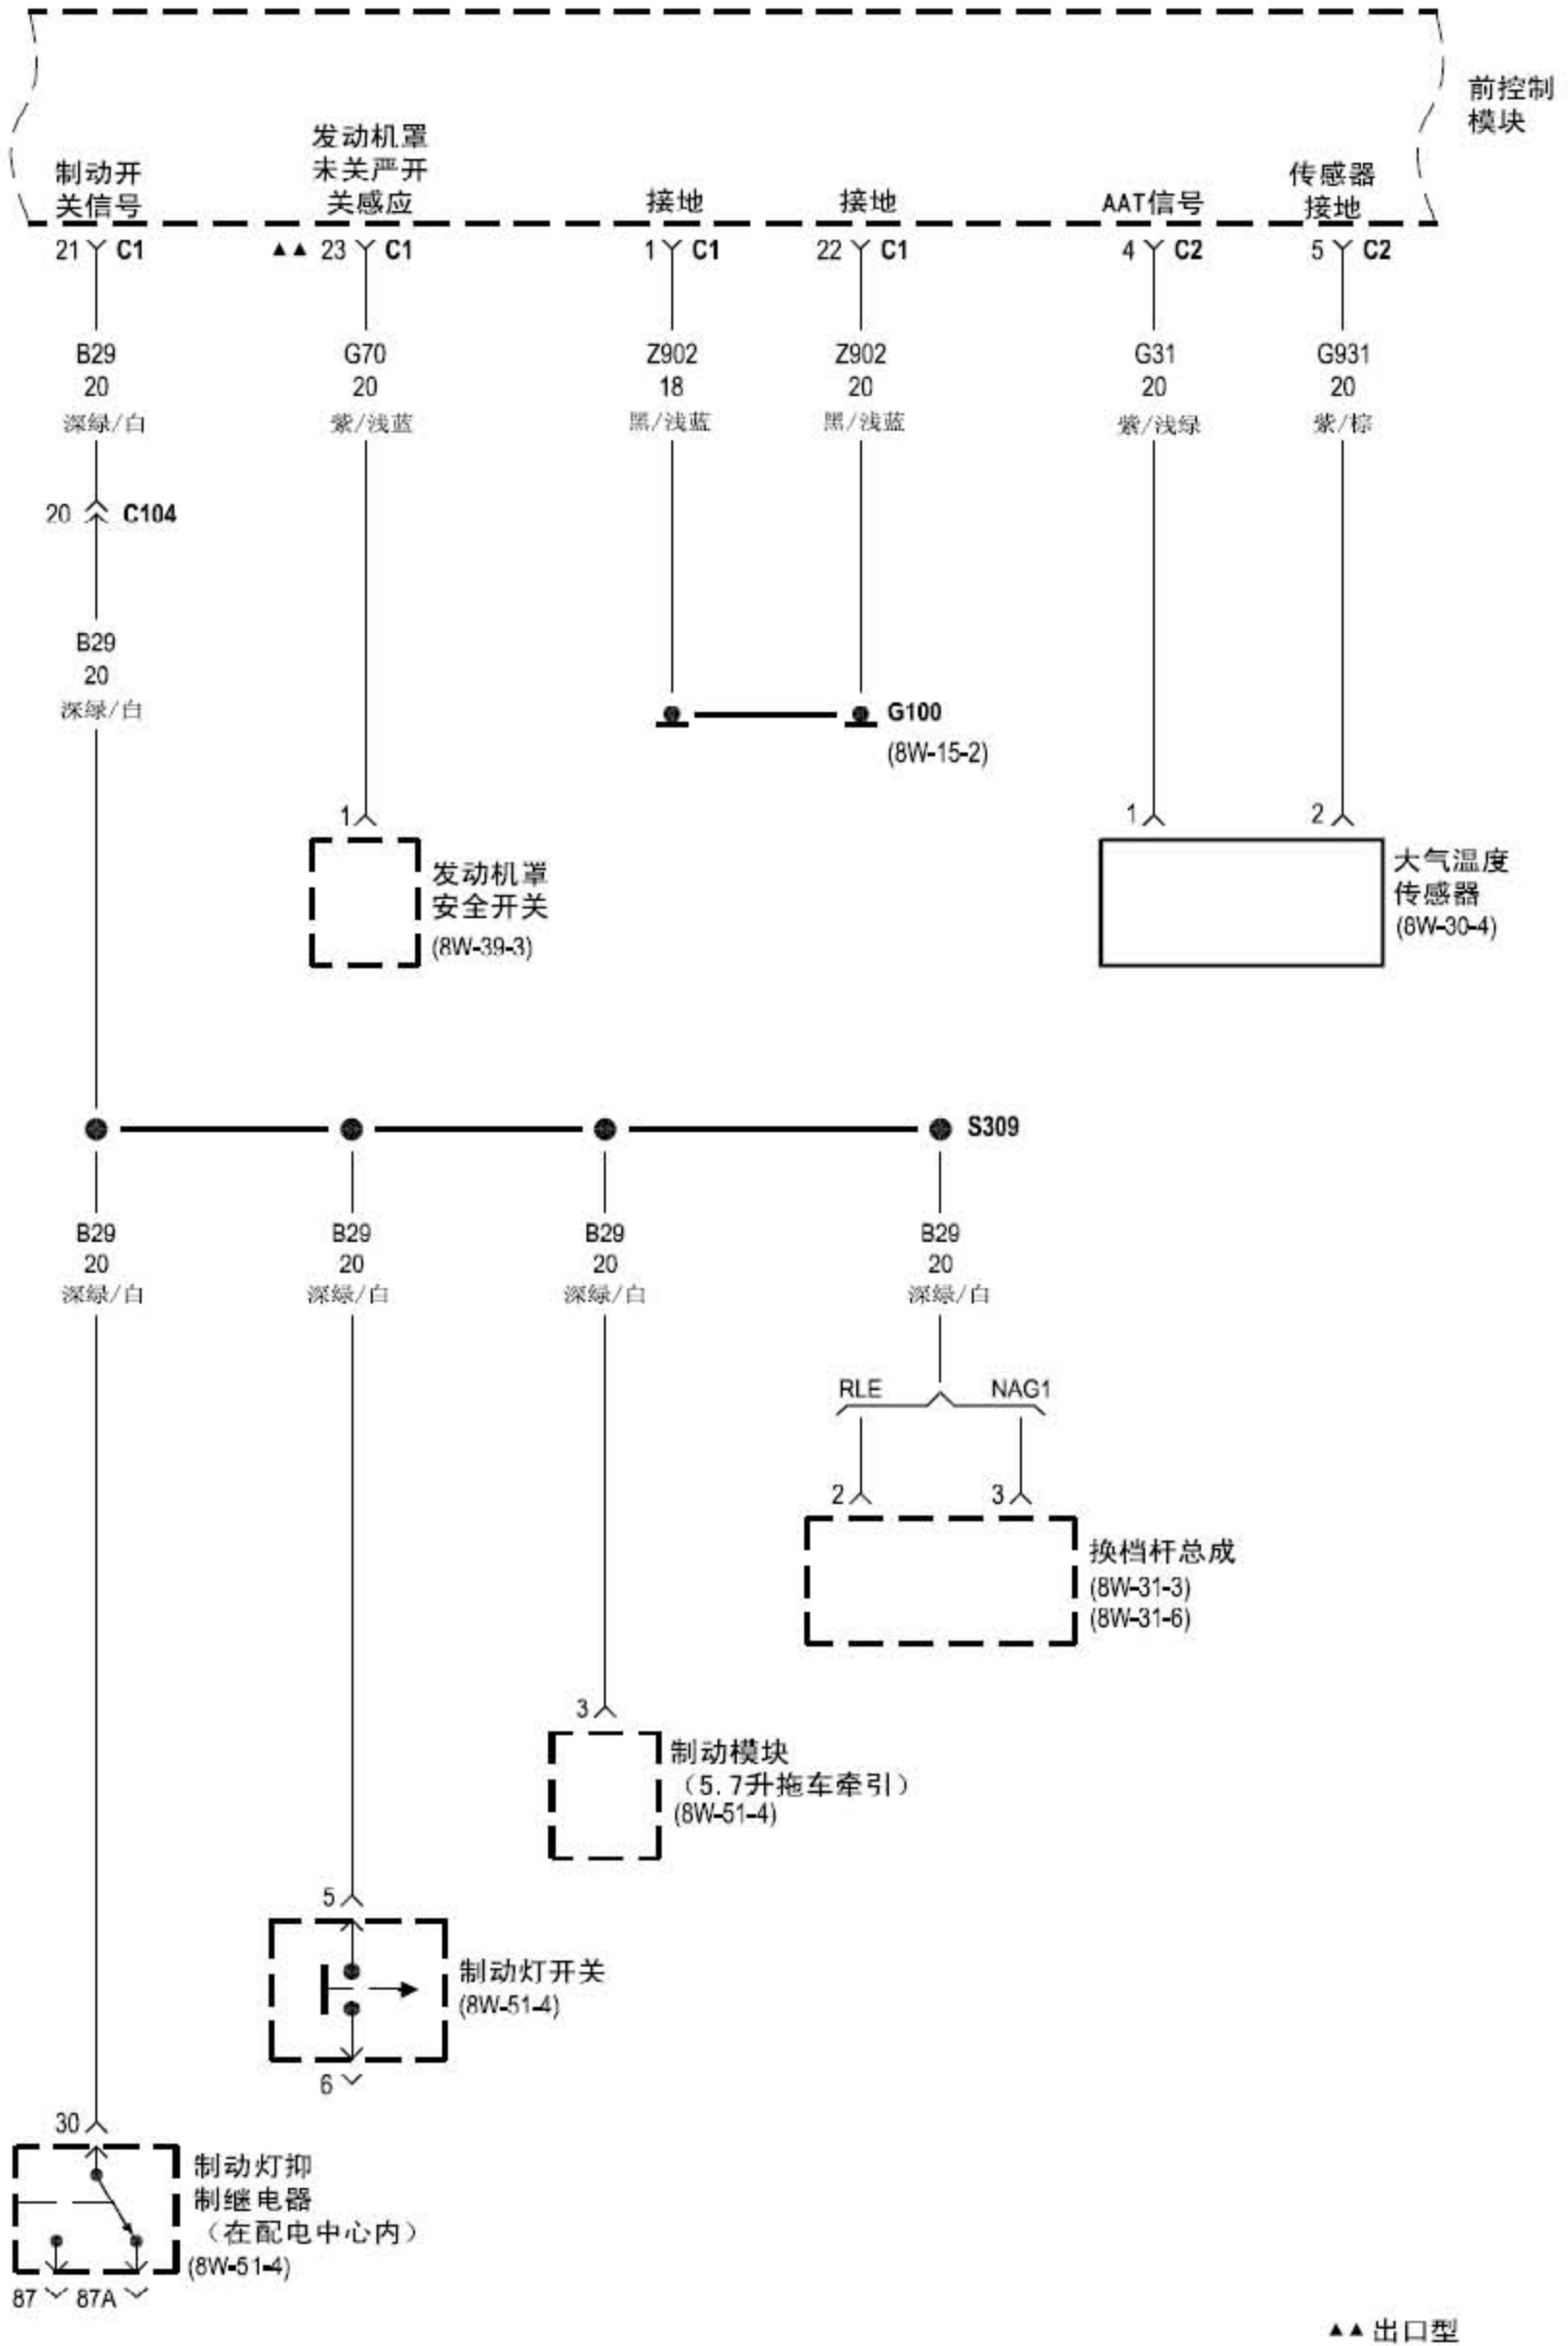 前控制
模块
发动机罩
未关严开
关感应
制动开
关信号
接地
接地
AAT信号
传感器
接地
21 C1
▲▲ 23 C1
1 C1
22 C1
4 C2
5 C2
B29
20
深绿/白
G70
20
紫/浅蓝
Z902
18
黑/浅蓝
Z902
20
黑/浅蓝
G31
20
紫/浅绿
G931
20
紫/棕
20 C104
B29
20
深绿/白
G100
(8W-15-2)
1
发动机罩
安全开关
(8W-39-3)
1
2
大气温度
传感器
(8W-30-4)
S309
B29
20
深绿/白
B29
20
深绿/白
B29
20
深绿/白
B29
20
深绿/白
RLE
NAG1
2
3
换档杆总成
(8W-31-3)
(8W-31-6)
3
制动模块
（5.7升拖车牵引）
(8W-51-4)
5
制动灯开关
(8W-51-4)
6
30
制动灯抑
制继电器
（在配电中心内）
(8W-51-4)
87
87A
▲▲ 出口型